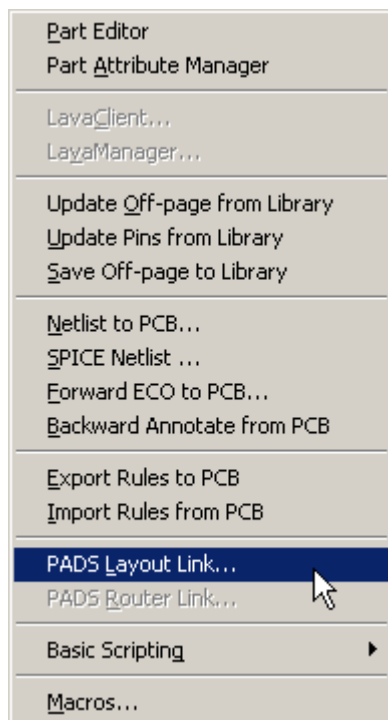 Part Editor
Part Attribute Manager
LavaClient...
LavaManager...
Update Off-page from Library
Update Pins from Library
Save Off-page to Library
Netlist to PCB...
SPICE Netlist ...
Forward ECO to PCB...
Backward Annotate from PCB
Export Rules to PCB
Import Rules from PCB
PADS Layout Link...
PADS Router Link...
Basic Scripting
Macros...